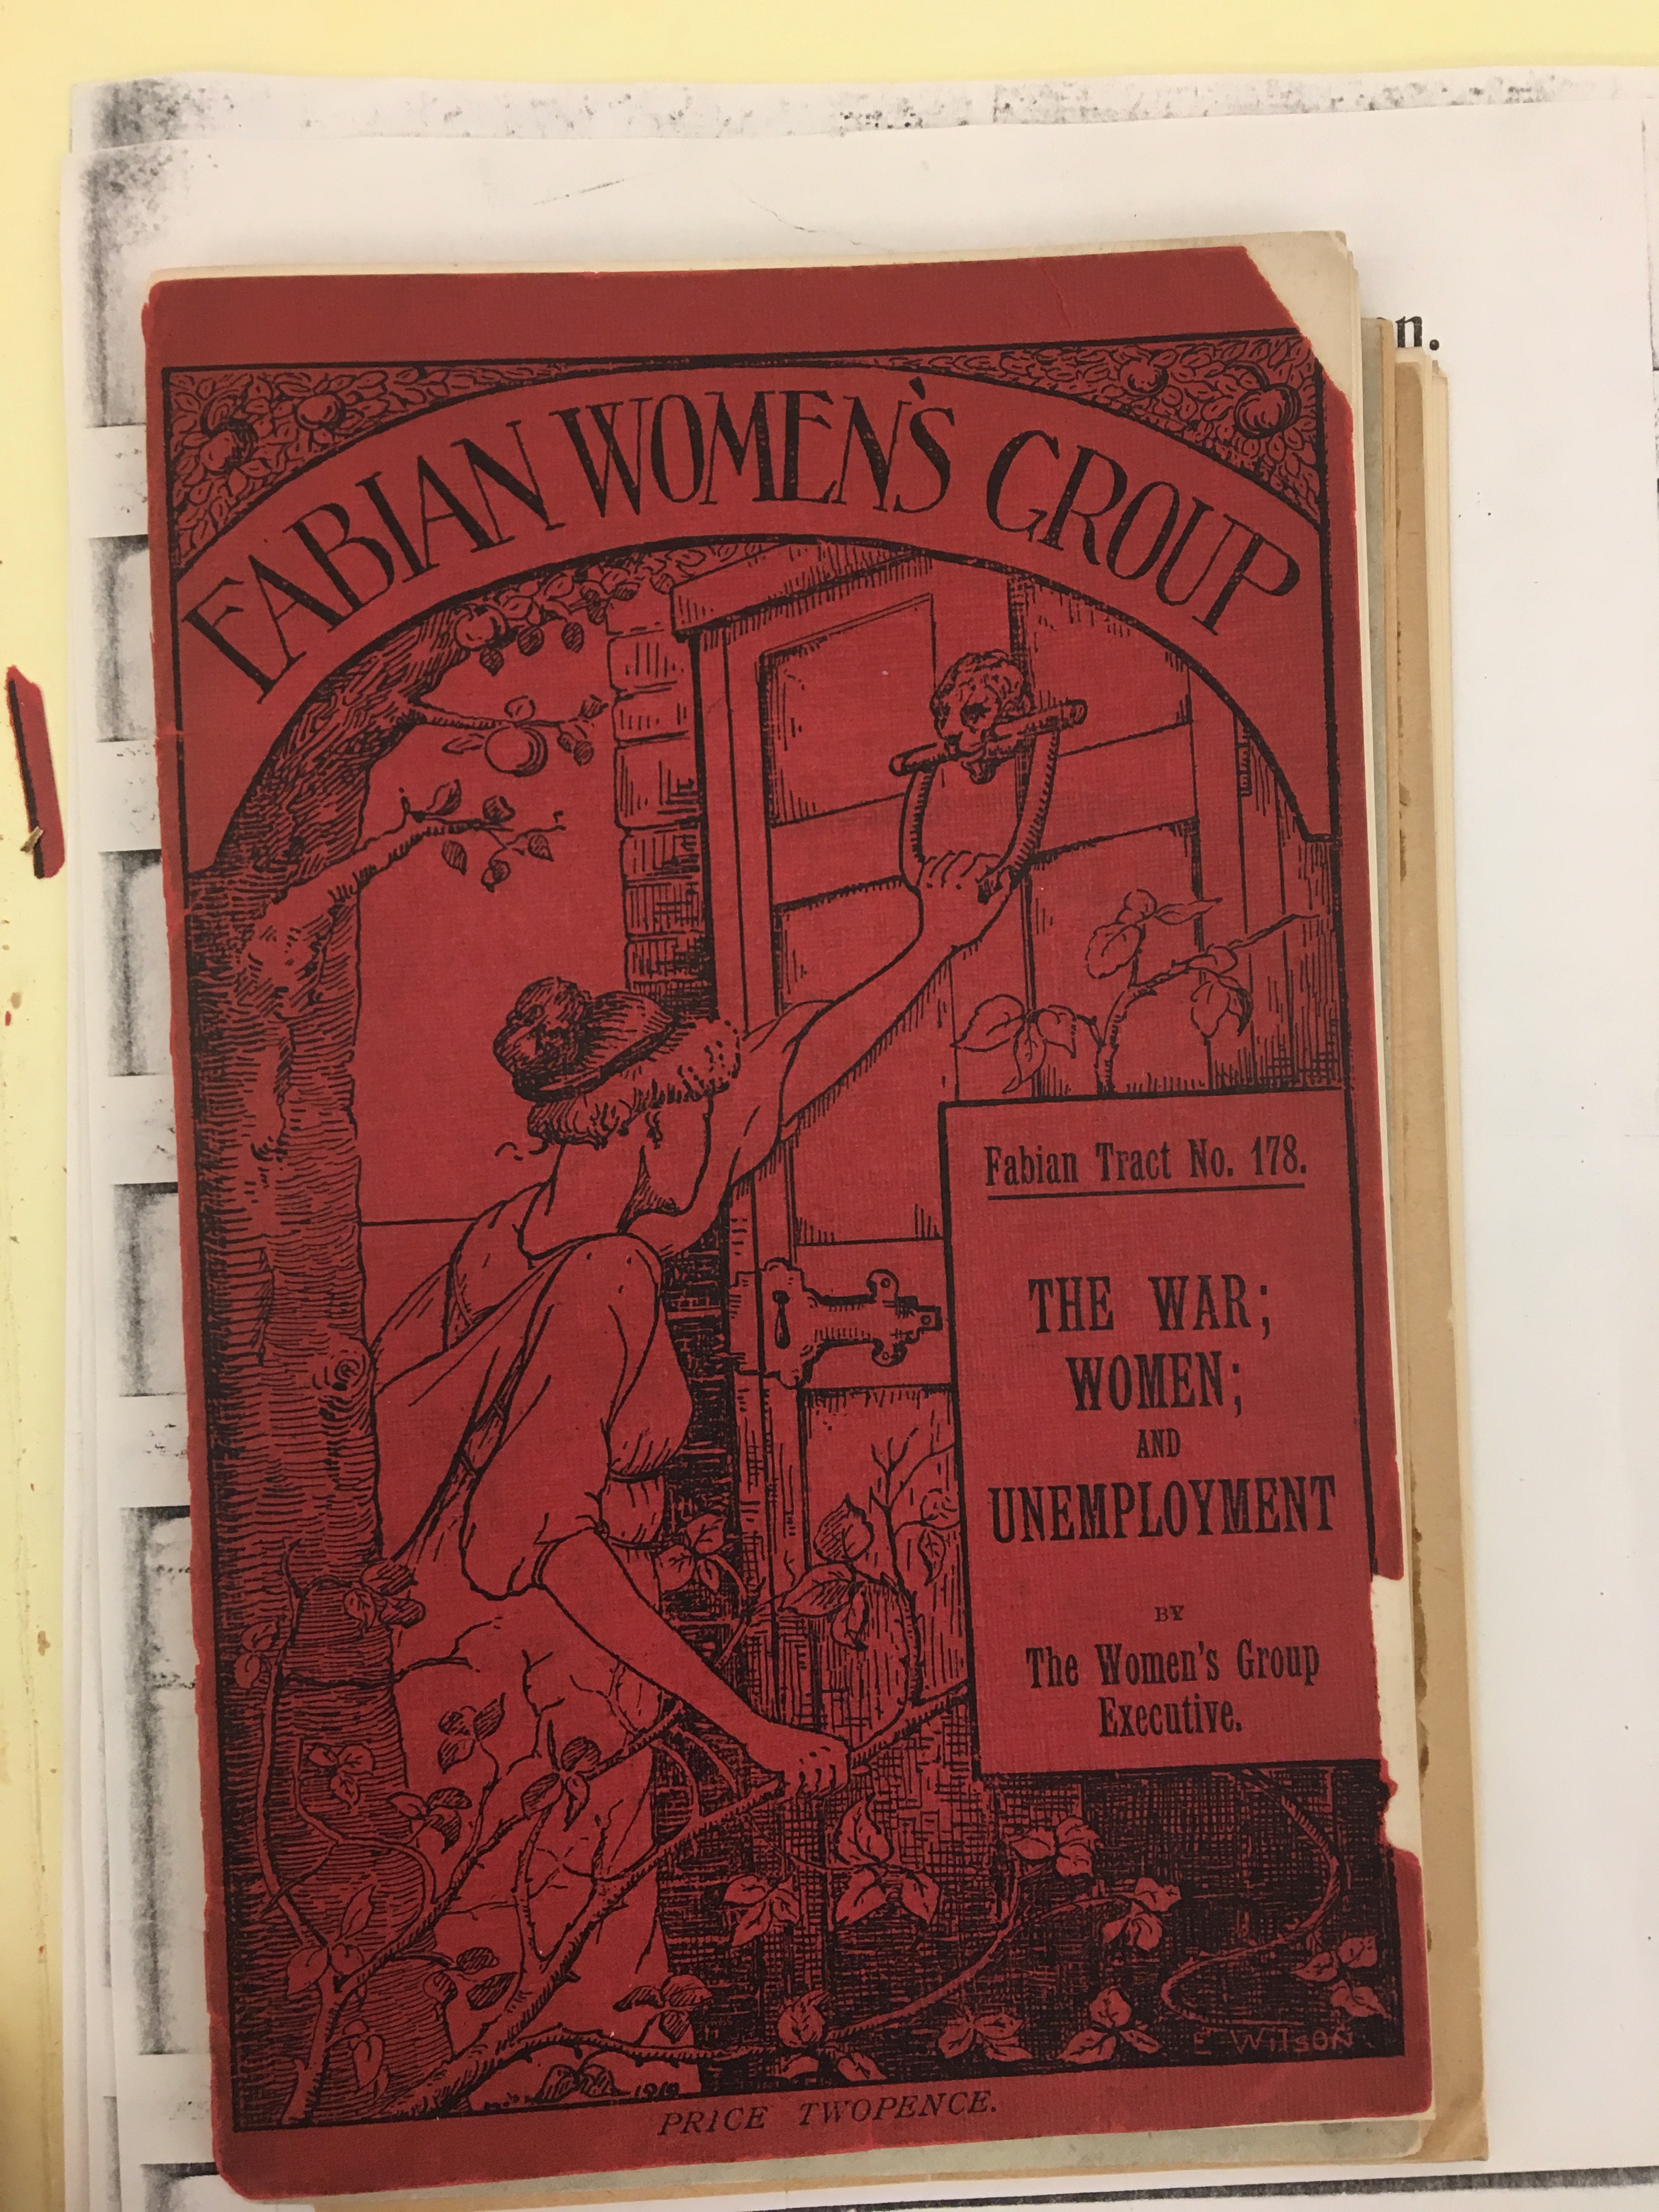 n.
FABIAN WOMEN'S GROUP
Fabian Tract No. 178.
THE WAR;
WOMEN;
AND
UNEMPLOYMENT
BY
The Women's Group
Executive.
E WILSON
PRICE TWOPENCE.